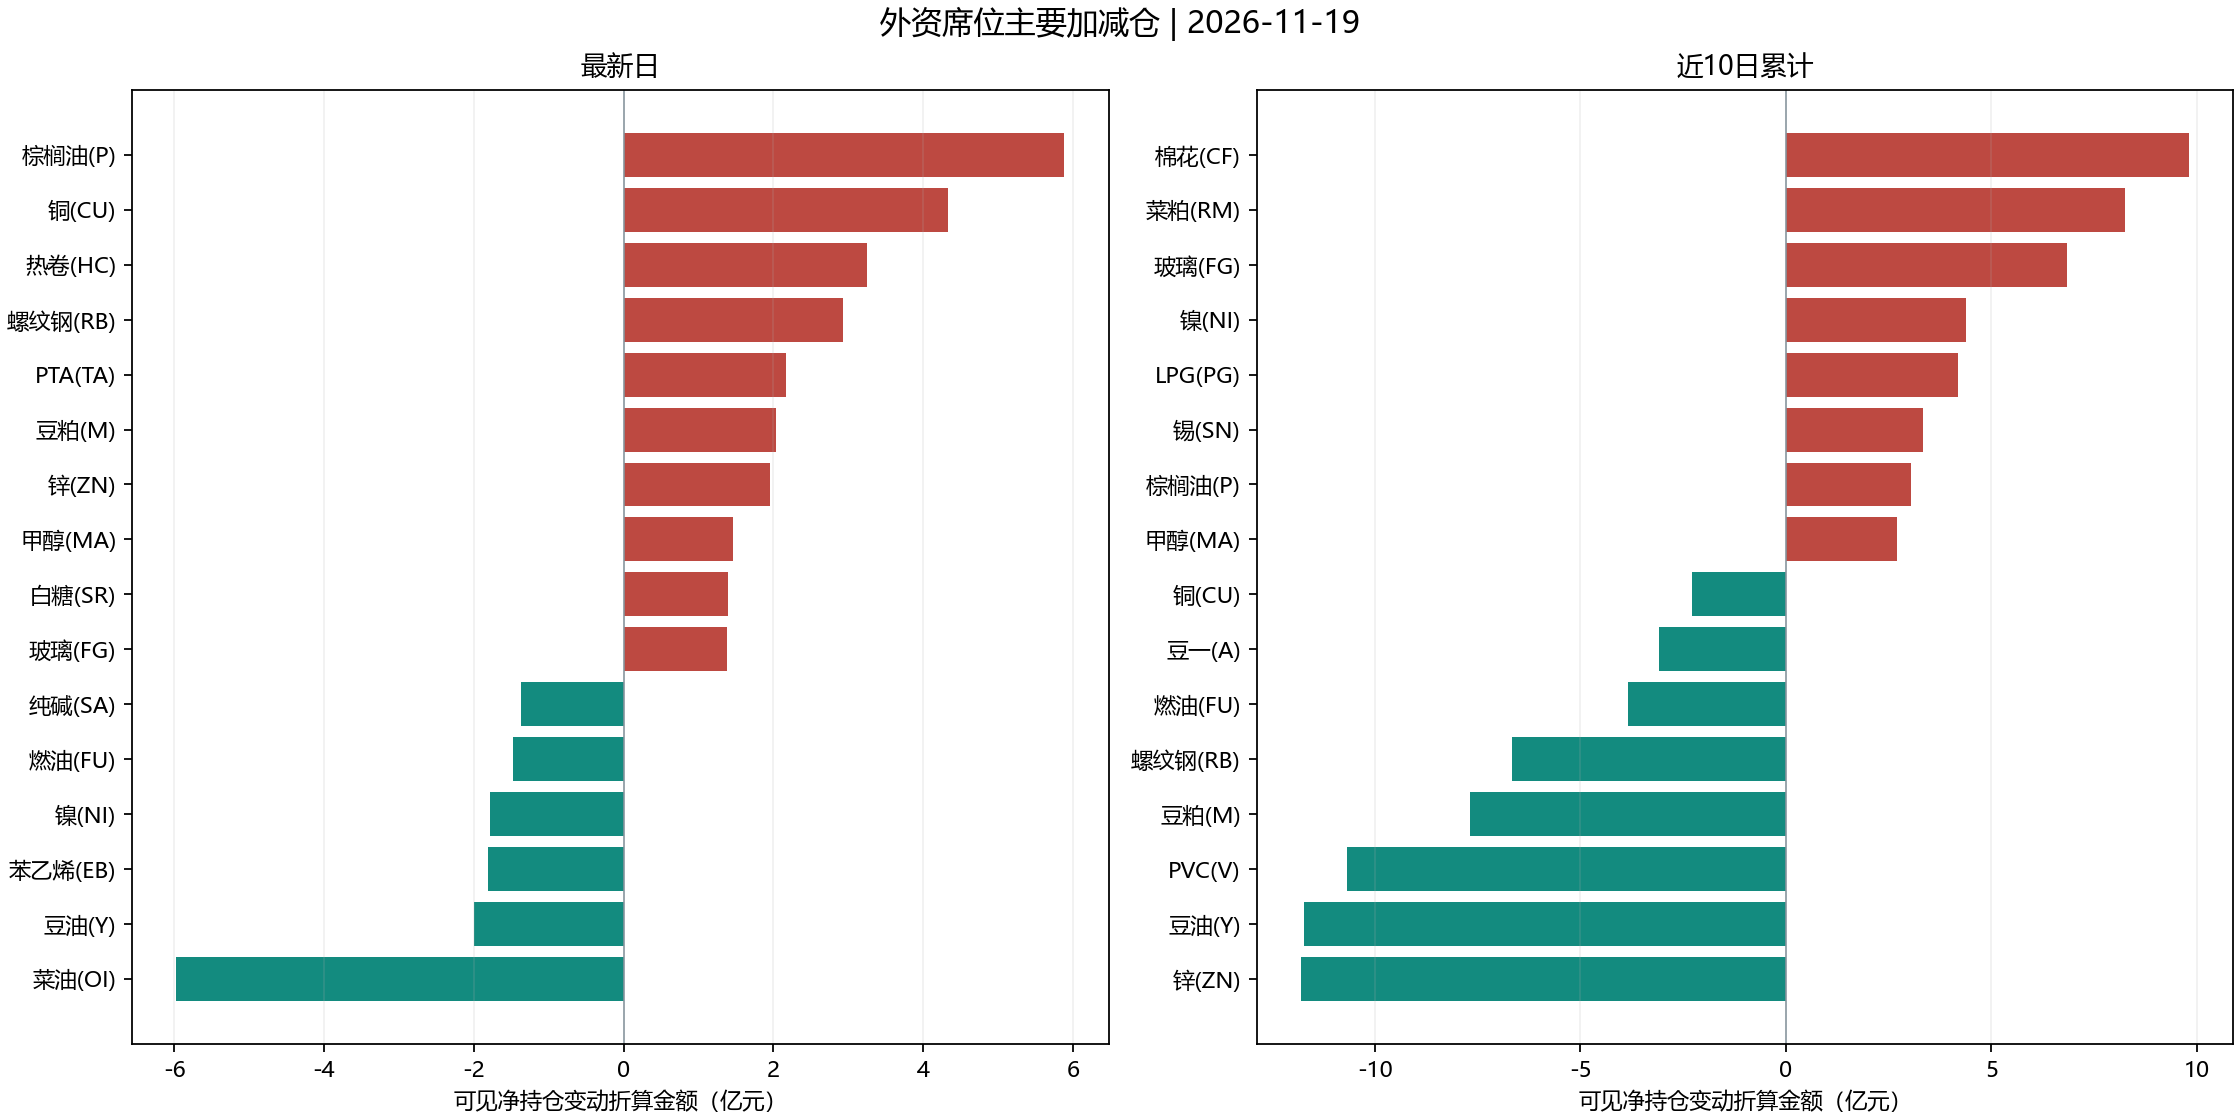 外资席位主要加减仓 | 2026-11-19
最新日
棕榈油(P)
铜(CU)
热卷(HC)
螺纹钢(RB)
PTA(TA)
豆粕(M)
锌(ZN)
甲醇(MA)
白糖(SR)
玻璃(FG)
纯碱(SA)
燃油(FU)
镍(NI)
苯乙烯(EB)
豆油(Y)
菜油(OI)
-6 -4 -2 0 2 4 6
可见净持仓变动折算金额（亿元）
近10日累计
棉花(CF)
菜粕(RM)
玻璃(FG)
镍(NI)
LPG(PG)
锡(SN)
棕榈油(P)
甲醇(MA)
铜(CU)
豆一(A)
燃油(FU)
螺纹钢(RB)
豆粕(M)
PVC(V)
豆油(Y)
锌(ZN)
-10 -5 0 5 10
可见净持仓变动折算金额（亿元）